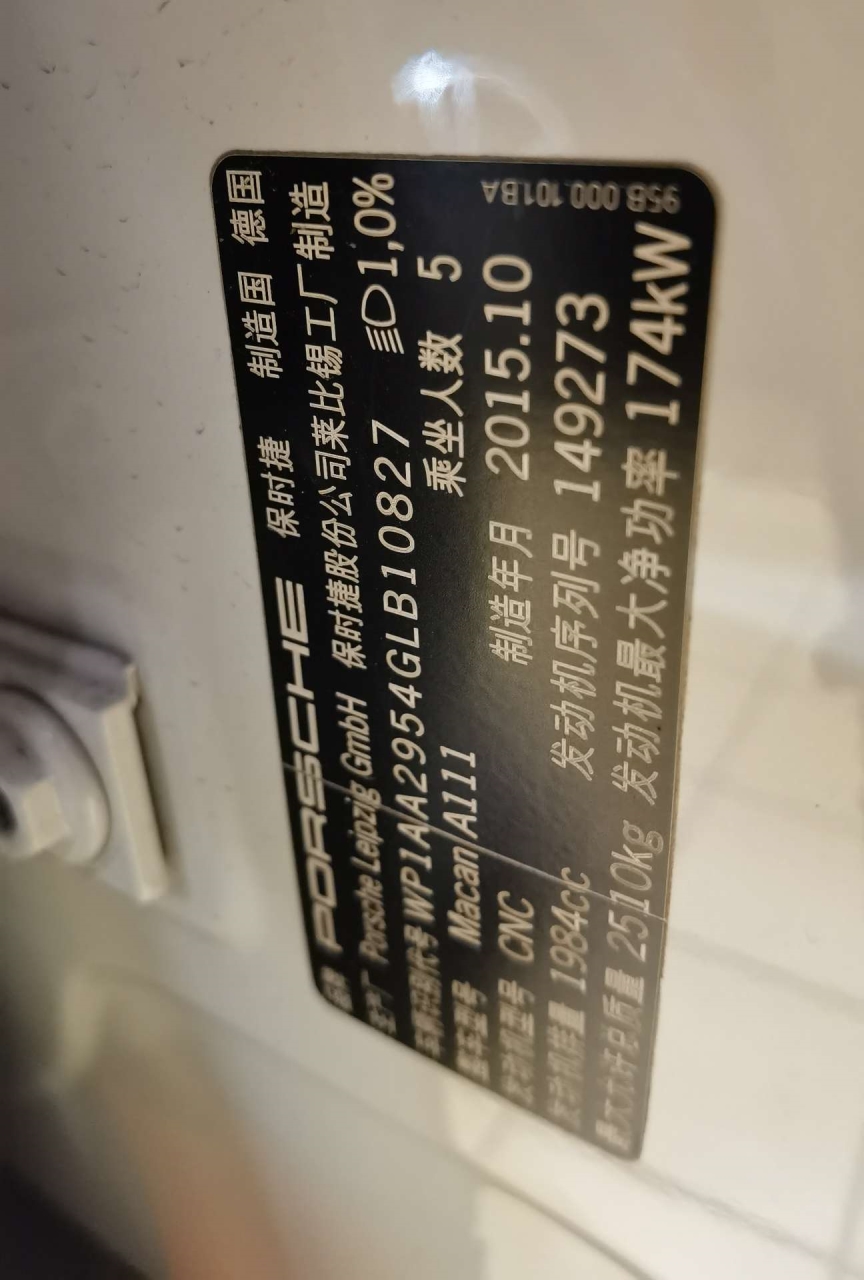 品牌 PORSCHE 保时捷 制造国 德国
生产厂 Porsche Leipzig GmbH 保时捷股份公司莱比锡工厂制造
车辆识别代号 WP1AA2954GLB10827 1,0%
整车型号 Macan A111 乘坐人数 5
发动机型号 CNC 制造年月 2015.10
发动机排量 1984cc 发动机序列号 149273
最大允许总质量 2510kg 发动机最大净功率 174kW
95B.000.101.BA